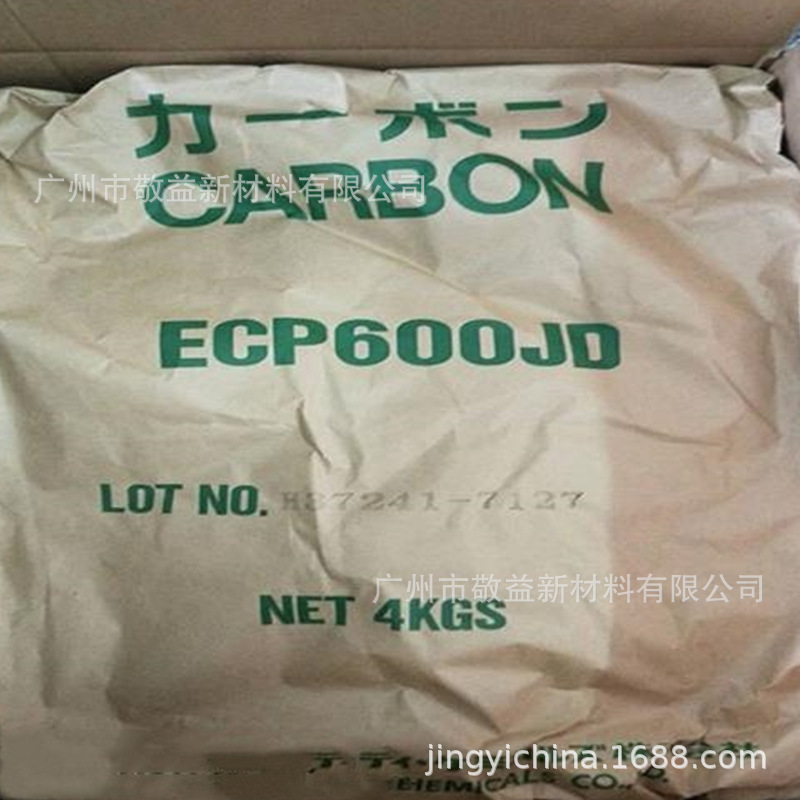 カーボン
广州市敬益新材料有限公司
CARBON
ECP600JD
LOT NO. H37241-7127
广州市敬益新材料有限公司
NET 4KGS
jingyichina.1688.com
CHEMICALS CO.,